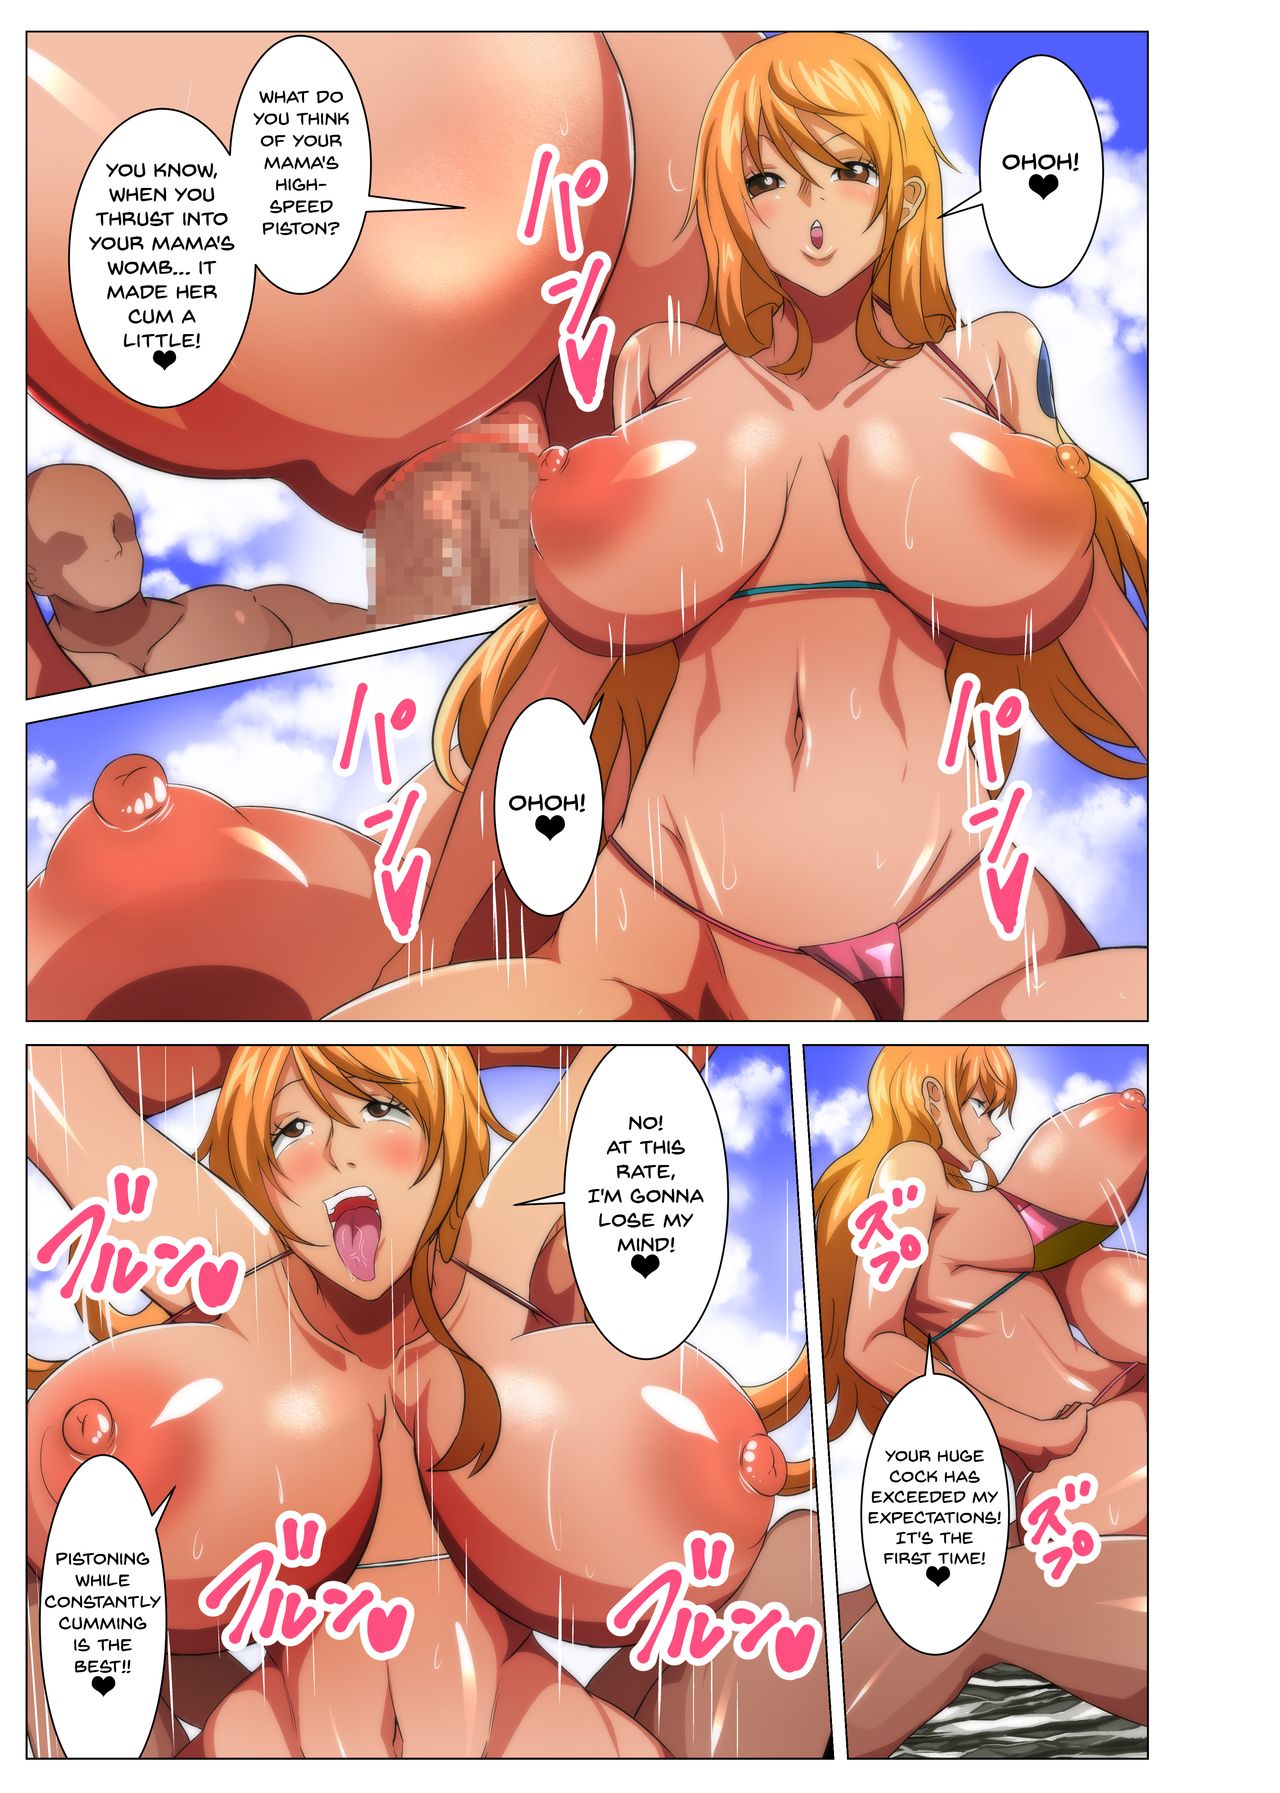 OHOH!
♥
WHAT DO
YOU THINK
OF YOUR
MAMA'S
HIGH-
SPEED
PISTON?
YOU KNOW,
WHEN YOU
THRUST INTO
YOUR MAMA'S
WOMB... IT
MADE HER
CUM A
LITTLE!
♥
パンッ
OHOH!
♥
パンッ
パンッ
YOUR HUGE
COCK HAS
EXCEEDED MY
EXPECTATIONS!
IT'S THE
FIRST TIME!
♥
ズプ
ズプ
NO!
AT THIS
RATE,
I'M GONNA
LOSE MY
MIND!
♥
PISTONING
WHILE
CONSTANTLY
CUMMING
IS THE
BEST!!
♥
ブルン♥
ブルン♥
ブルン♥